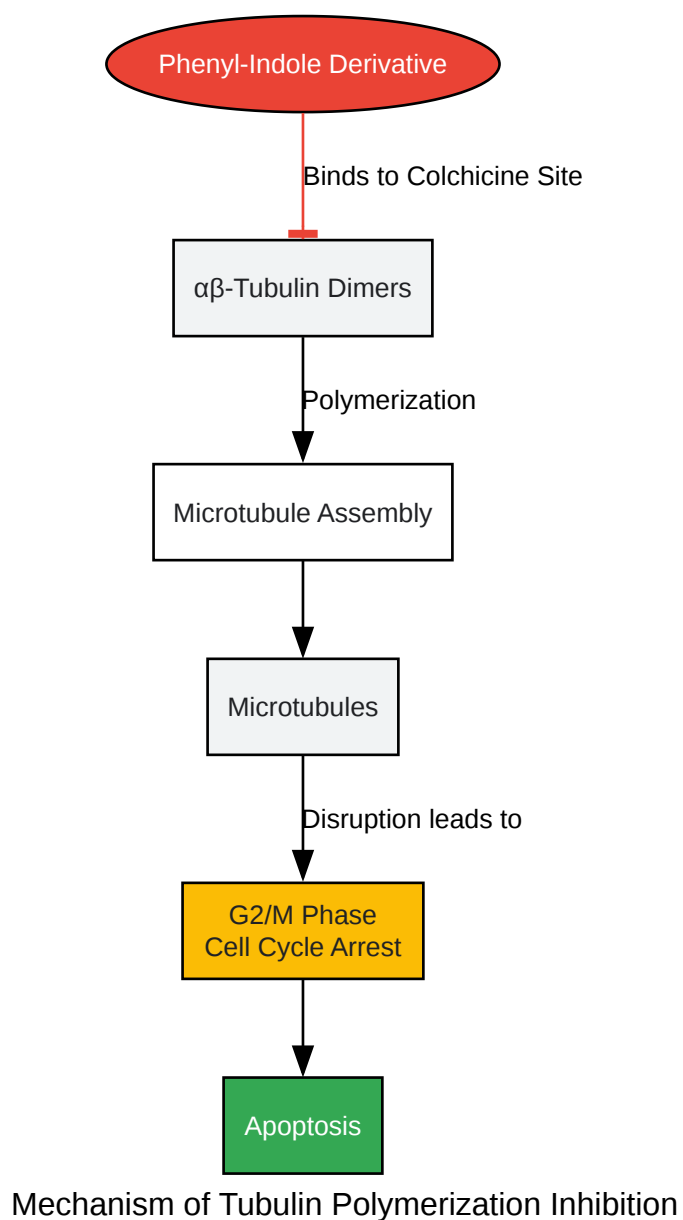 Phenyl-Indole Derivative
Binds to Colchicine Site
αβ-Tubulin Dimers
Polymerization
Microtubule Assembly
Microtubules
Disruption leads to
G2/M Phase
Cell Cycle Arrest
Apoptosis
Mechanism of Tubulin Polymerization Inhibition